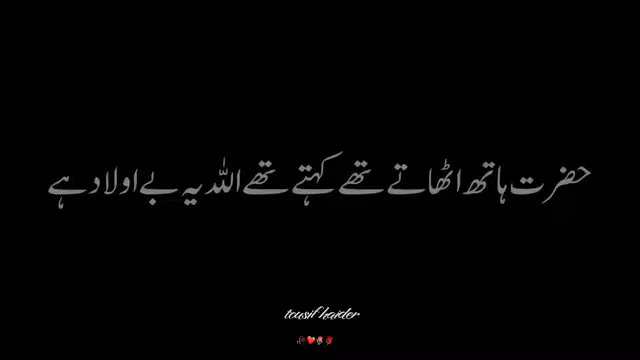 حضرت ہاتھ اٹھاتے تھے کہتے تھے اللہ یہ بے اولاد ہے
tousif haider
🥀❤️🌹